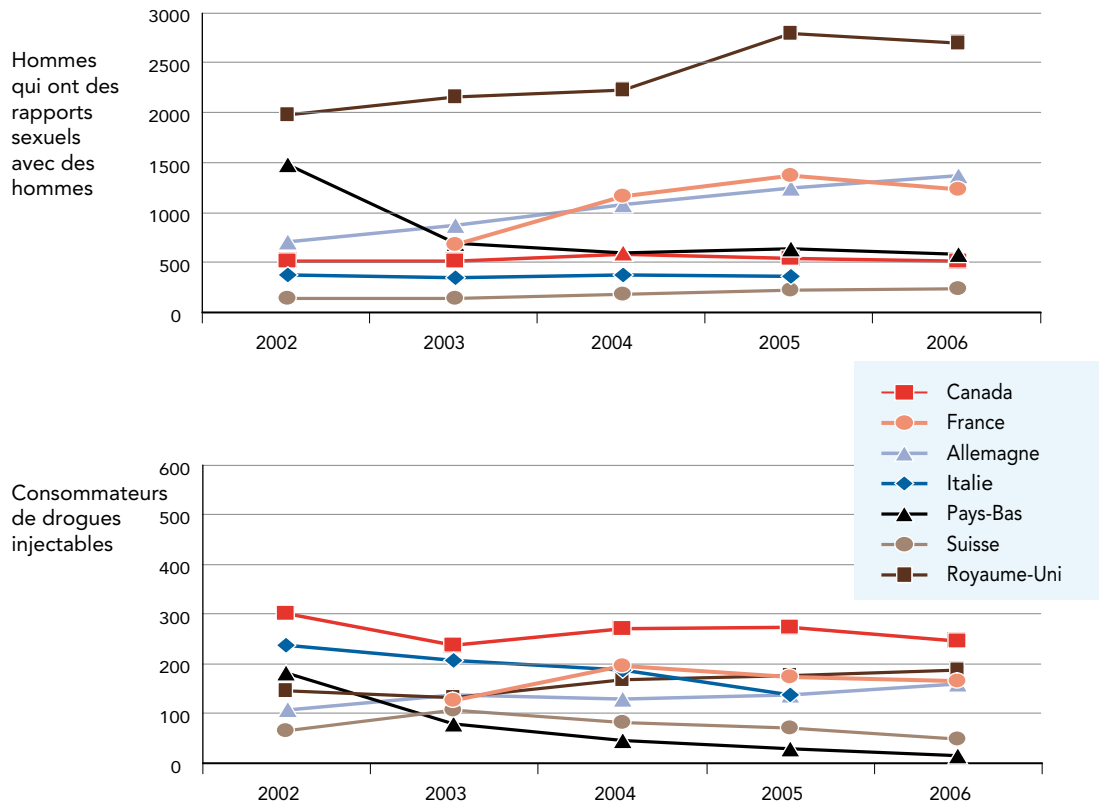 3000
Hommes
qui ont des
rapports
sexuels
avec des
hommes
2500
2000
1500
1000
500
0
2002 2003 2004 2005 2006
Canada
France
Allemagne
Italie
Pays-Bas
Suisse
Royaume-Uni
Consommateurs
de drogues
injectables
600
500
400
300
200
100
0
2002 2003 2004 2005 2006